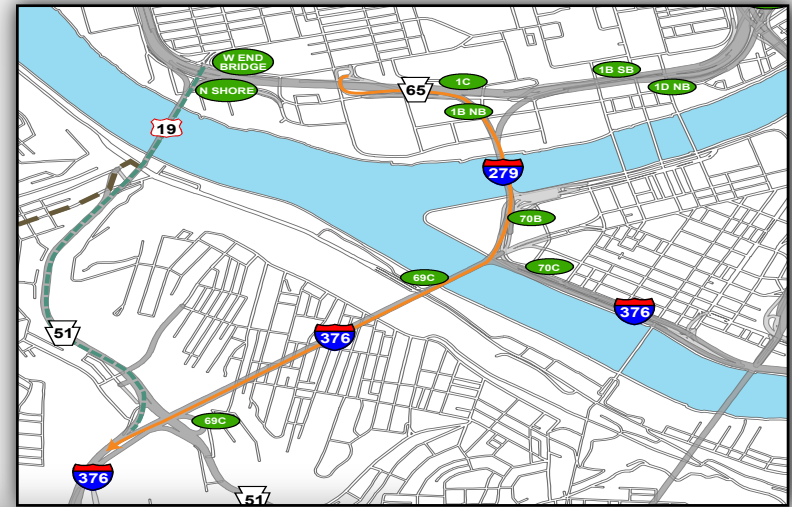 W END
BRIDGE
N SHORE
65
1C
1B SB
1D NB
1B NB
19
279
70B
70C
69C
376
376
51
69C
376
51